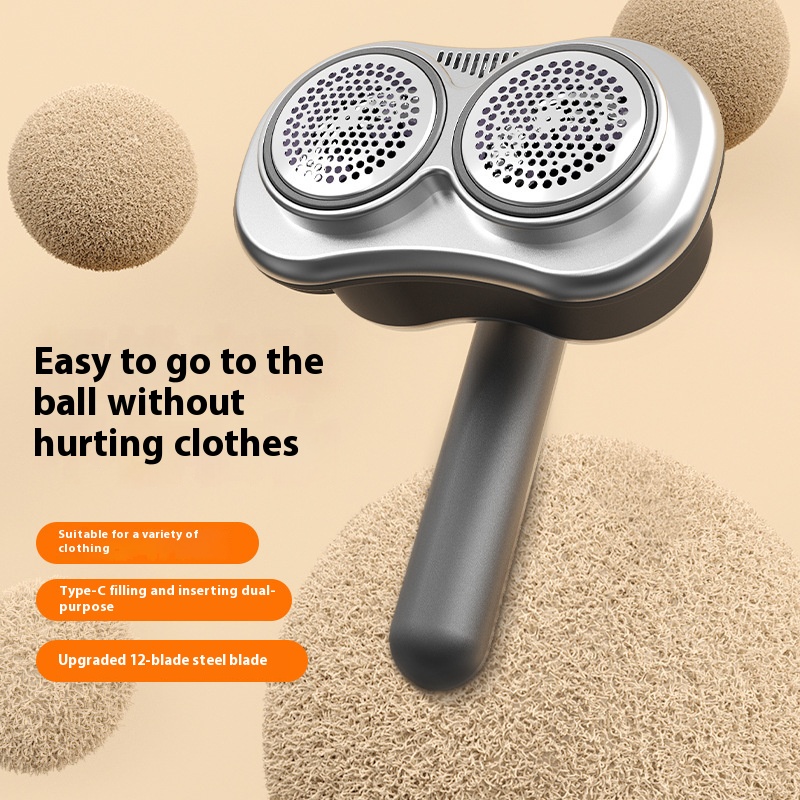 Easy to go to the
ball without
hurting clothes
Suitable for a variety of
clothing
Type-C filling and inserting dual-
purpose
Upgraded 12-blade steel blade